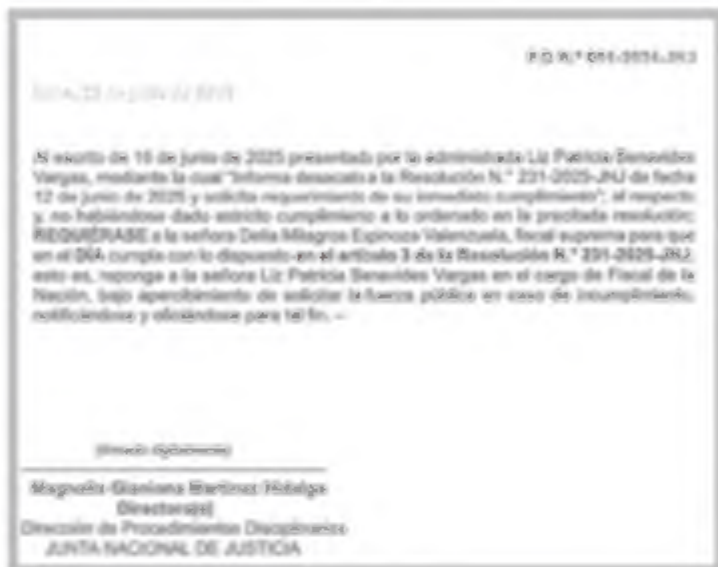 Al escrito de 16 de junio de 2025 presentado por la administrada Liz Patricia Benavides
Vargas, mediante la cual "Informa desacato a la Resolución N.° 231-2025-JNJ de fecha
12 de junio de 2025 y solicita requerimiento de su inmediato cumplimiento"; al respecto
y, no habiéndose dado estricto cumplimiento a lo ordenado en la precitada resolución;
REQUIÉRASE a la señora Delia Milagros Espinoza Valenzuela, fiscal suprema para que
en el DÍA cumpla con lo dispuesto en el artículo 3 de la Resolución N.° 231-2025-JNJ,
esto es, reponga a la señora Liz Patricia Benavides Vargas en el cargo de Fiscal de la
Nación, bajo apercibimiento de solicitar la fuerza pública en caso de incumplimiento;
notificándose y oficiándose para tal fin. –
(firmado digitalmente)
Martinez Hidalgo
Directora(e)
Dirección de Procedimientos Disciplinarios
JUNTA NACIONAL DE JUSTICIA